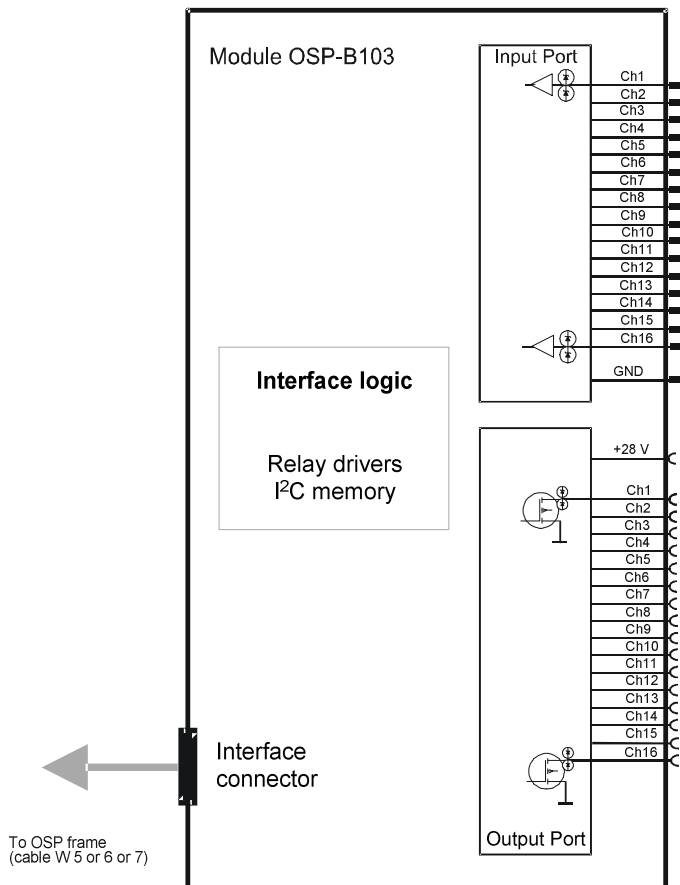 Module OSP-B103
Input Port
Ch1
Ch2
Ch3
Ch4
Ch5
Ch6
Ch7
Ch8
Ch9
Ch10
Ch11
Ch12
Ch13
Ch14
Ch15
Ch16
GND
Interface logic
Relay drivers
I²C memory
+28 V
Ch1
Ch2
Ch3
Ch4
Ch5
Ch6
Ch7
Ch8
Ch9
Ch10
Ch11
Ch12
Ch13
Ch14
Ch15
Ch16
Output Port
Interface
connector
To OSP frame
(cable W 5 or 6 or 7)